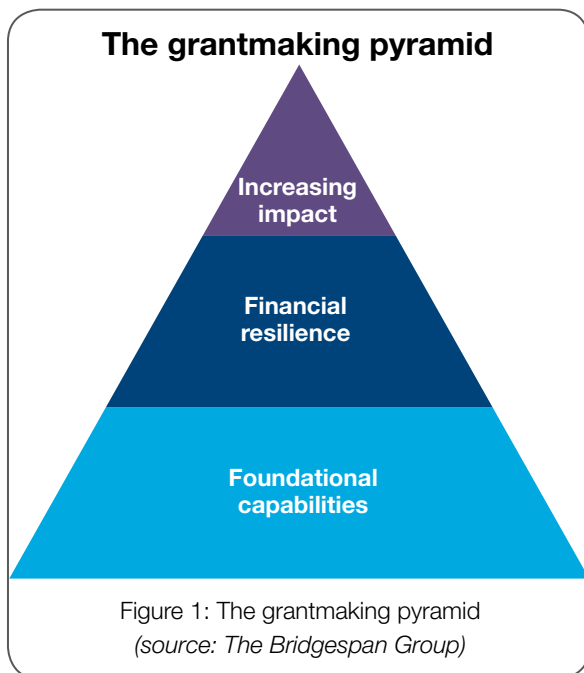 The grantmaking pyramid
Increasing
impact
Financial
resilience
Foundational
capabilities
Figure 1: The grantmaking pyramid
(source: The Bridgespan Group)